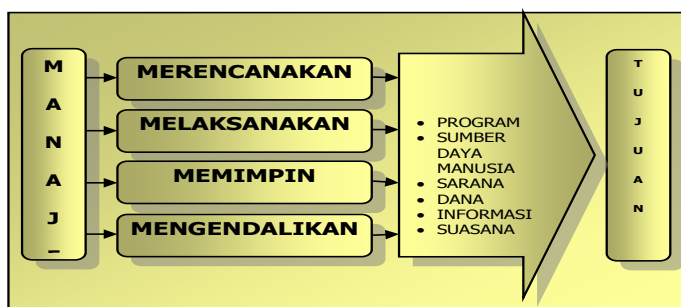 M
A
N
A
J
–
MERENCANAKAN
MELAKSANAKAN
MEMIMPIN
MENGENDALIKAN
• PROGRAM
• SUMBER
DAYA
MANUSIA
• SARANA
• DANA
• INFORMASI
• SUASANA
T
U
J
U
A
N